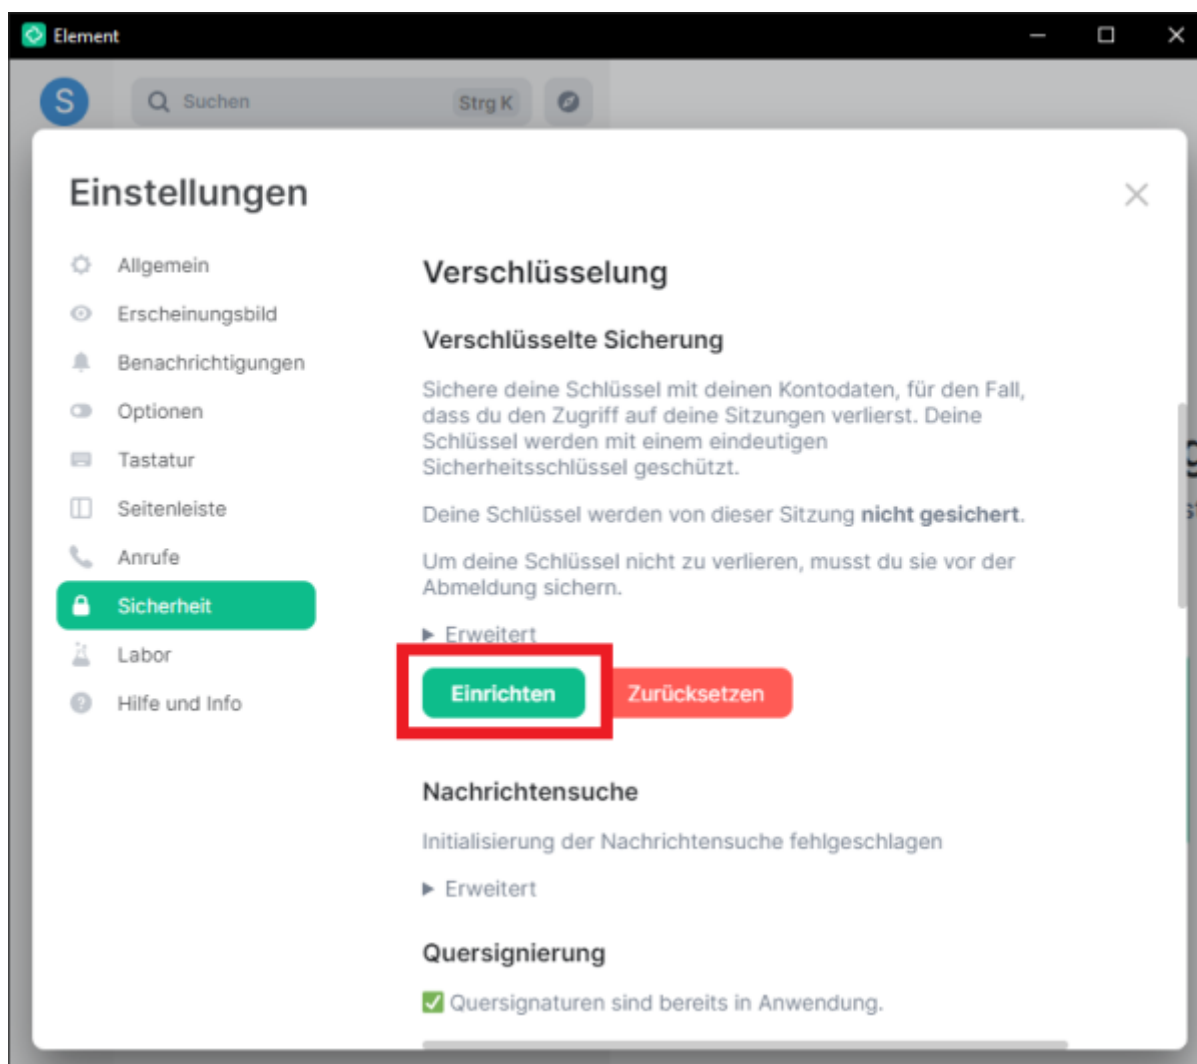 Element
S
Suchen
Strg K
Einstellungen
Allgemein
Erscheinungsbild
Benachrichtigungen
Optionen
Tastatur
Seitenleiste
Anrufe
Sicherheit
Labor
Hilfe und Info
Verschlüsselung
Verschlüsselte Sicherung
Sichere deine Schlüssel mit deinen Kontodaten, für den Fall,
dass du den Zugriff auf deine Sitzungen verlierst. Deine
Schlüssel werden mit einem eindeutigen
Sicherheitsschlüssel geschützt.
Deine Schlüssel werden von dieser Sitzung nicht gesichert.
Um deine Schlüssel nicht zu verlieren, musst du sie vor der
Abmeldung sichern.
Erweitert
Einrichten
Zurücksetzen
Nachrichtensuche
Initialisierung der Nachrichtensuche fehlgeschlagen
Erweitert
Quersignierung
Quersignaturen sind bereits in Anwendung.